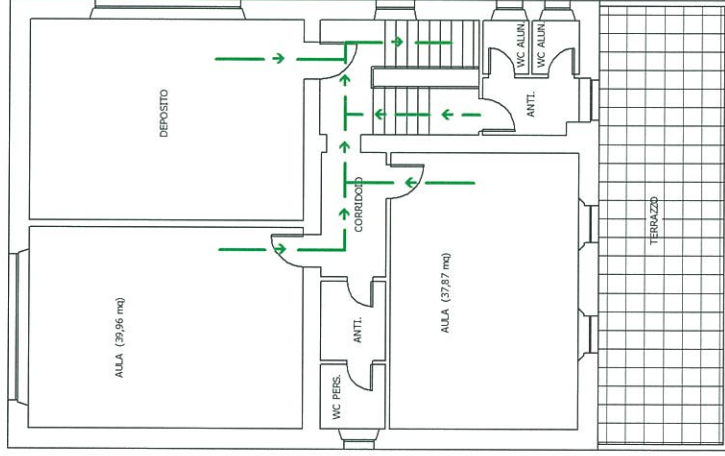 DEPOSITO
WC ALUN.
WC ALUN.
ANTI.
CORRIDOIO
TERRAZZO
AULA (39,96 mq)
ANTI.
AULA (37,87 mq)
WC PERS.